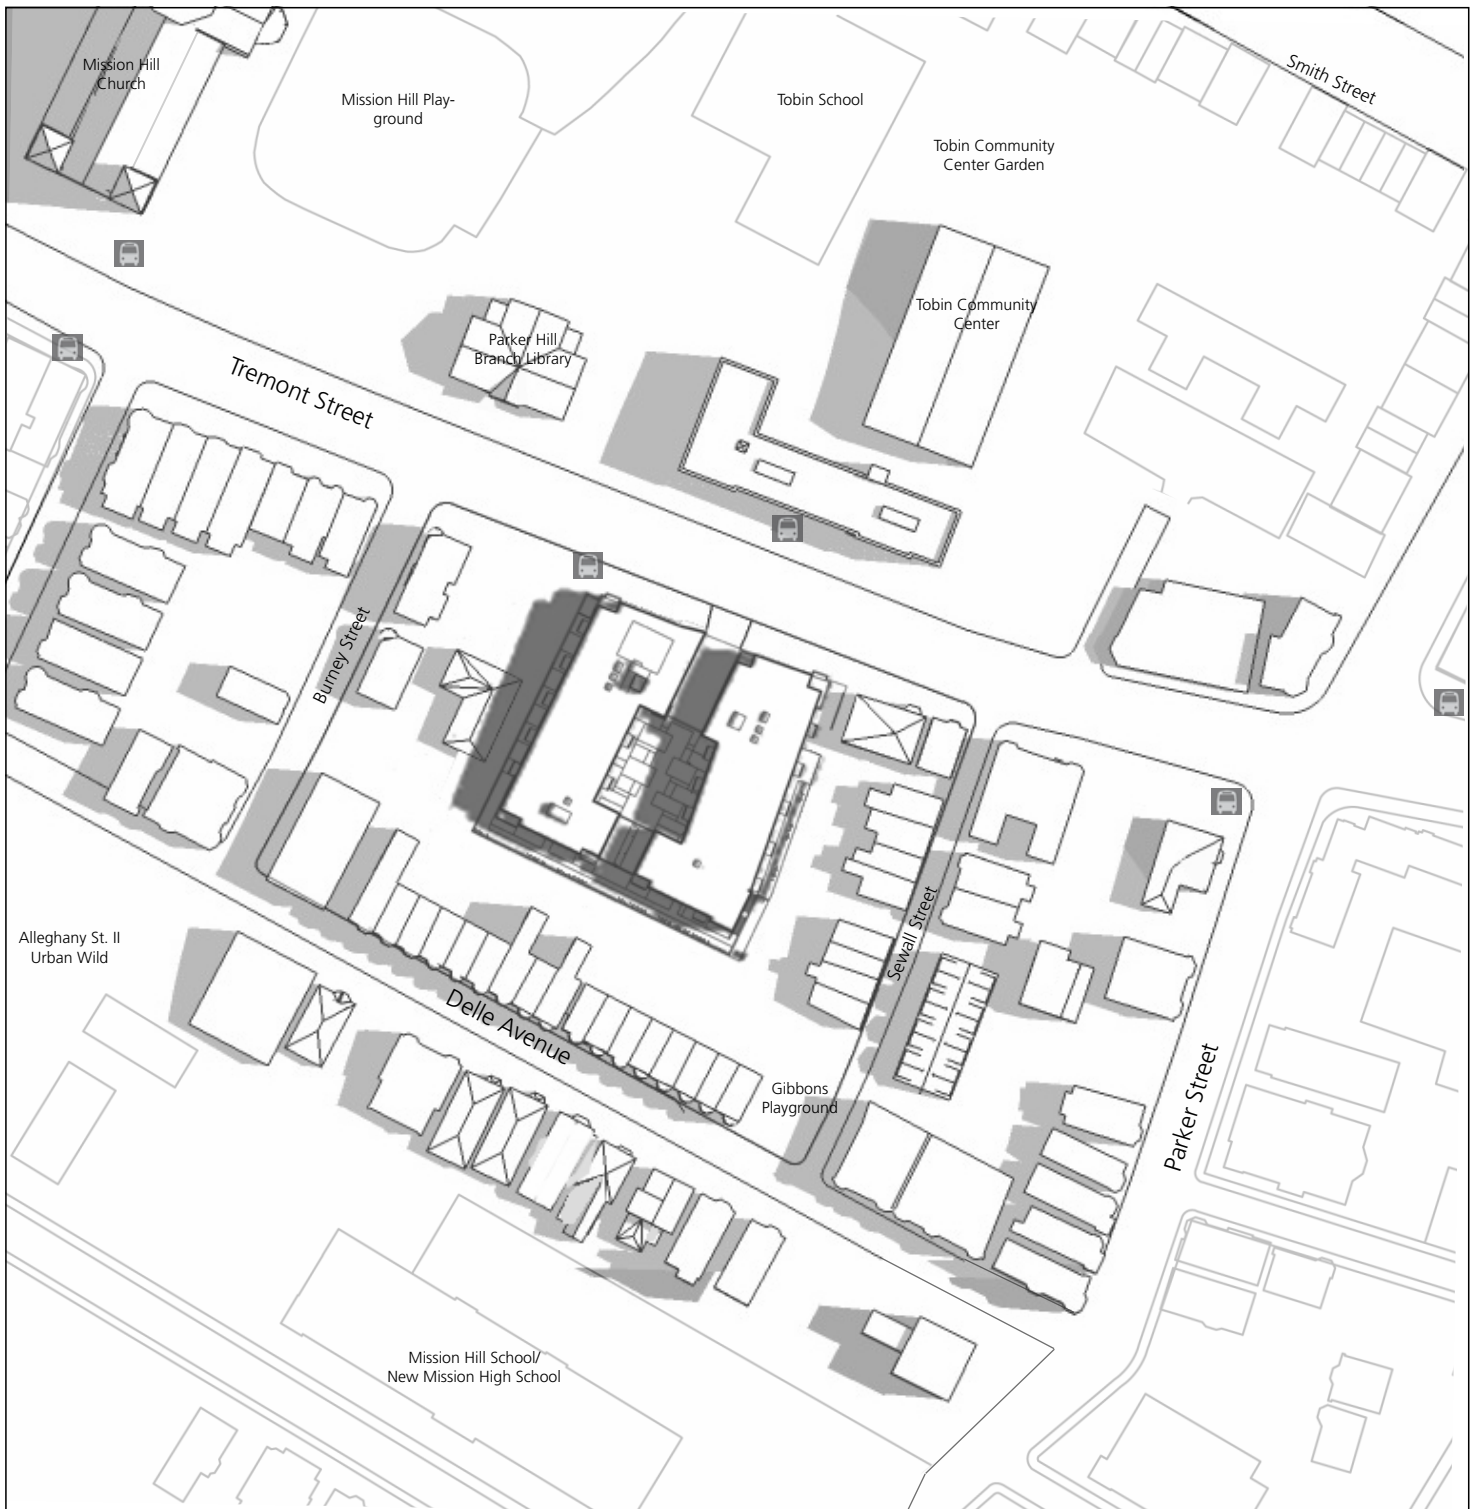 Smith Street
Mission Hill
Church
Mission Hill Play-
ground
Tobin School
Tobin Community
Center Garden
Tobin Community
Center
Parker Hill
Branch Library
Tremont Street
Burney Street
Sewall Street
Alleghany St. II
Urban Wild
Delle Avenue
Gibbons
Playground
Parker Street
Mission Hill School/
New Mission High School